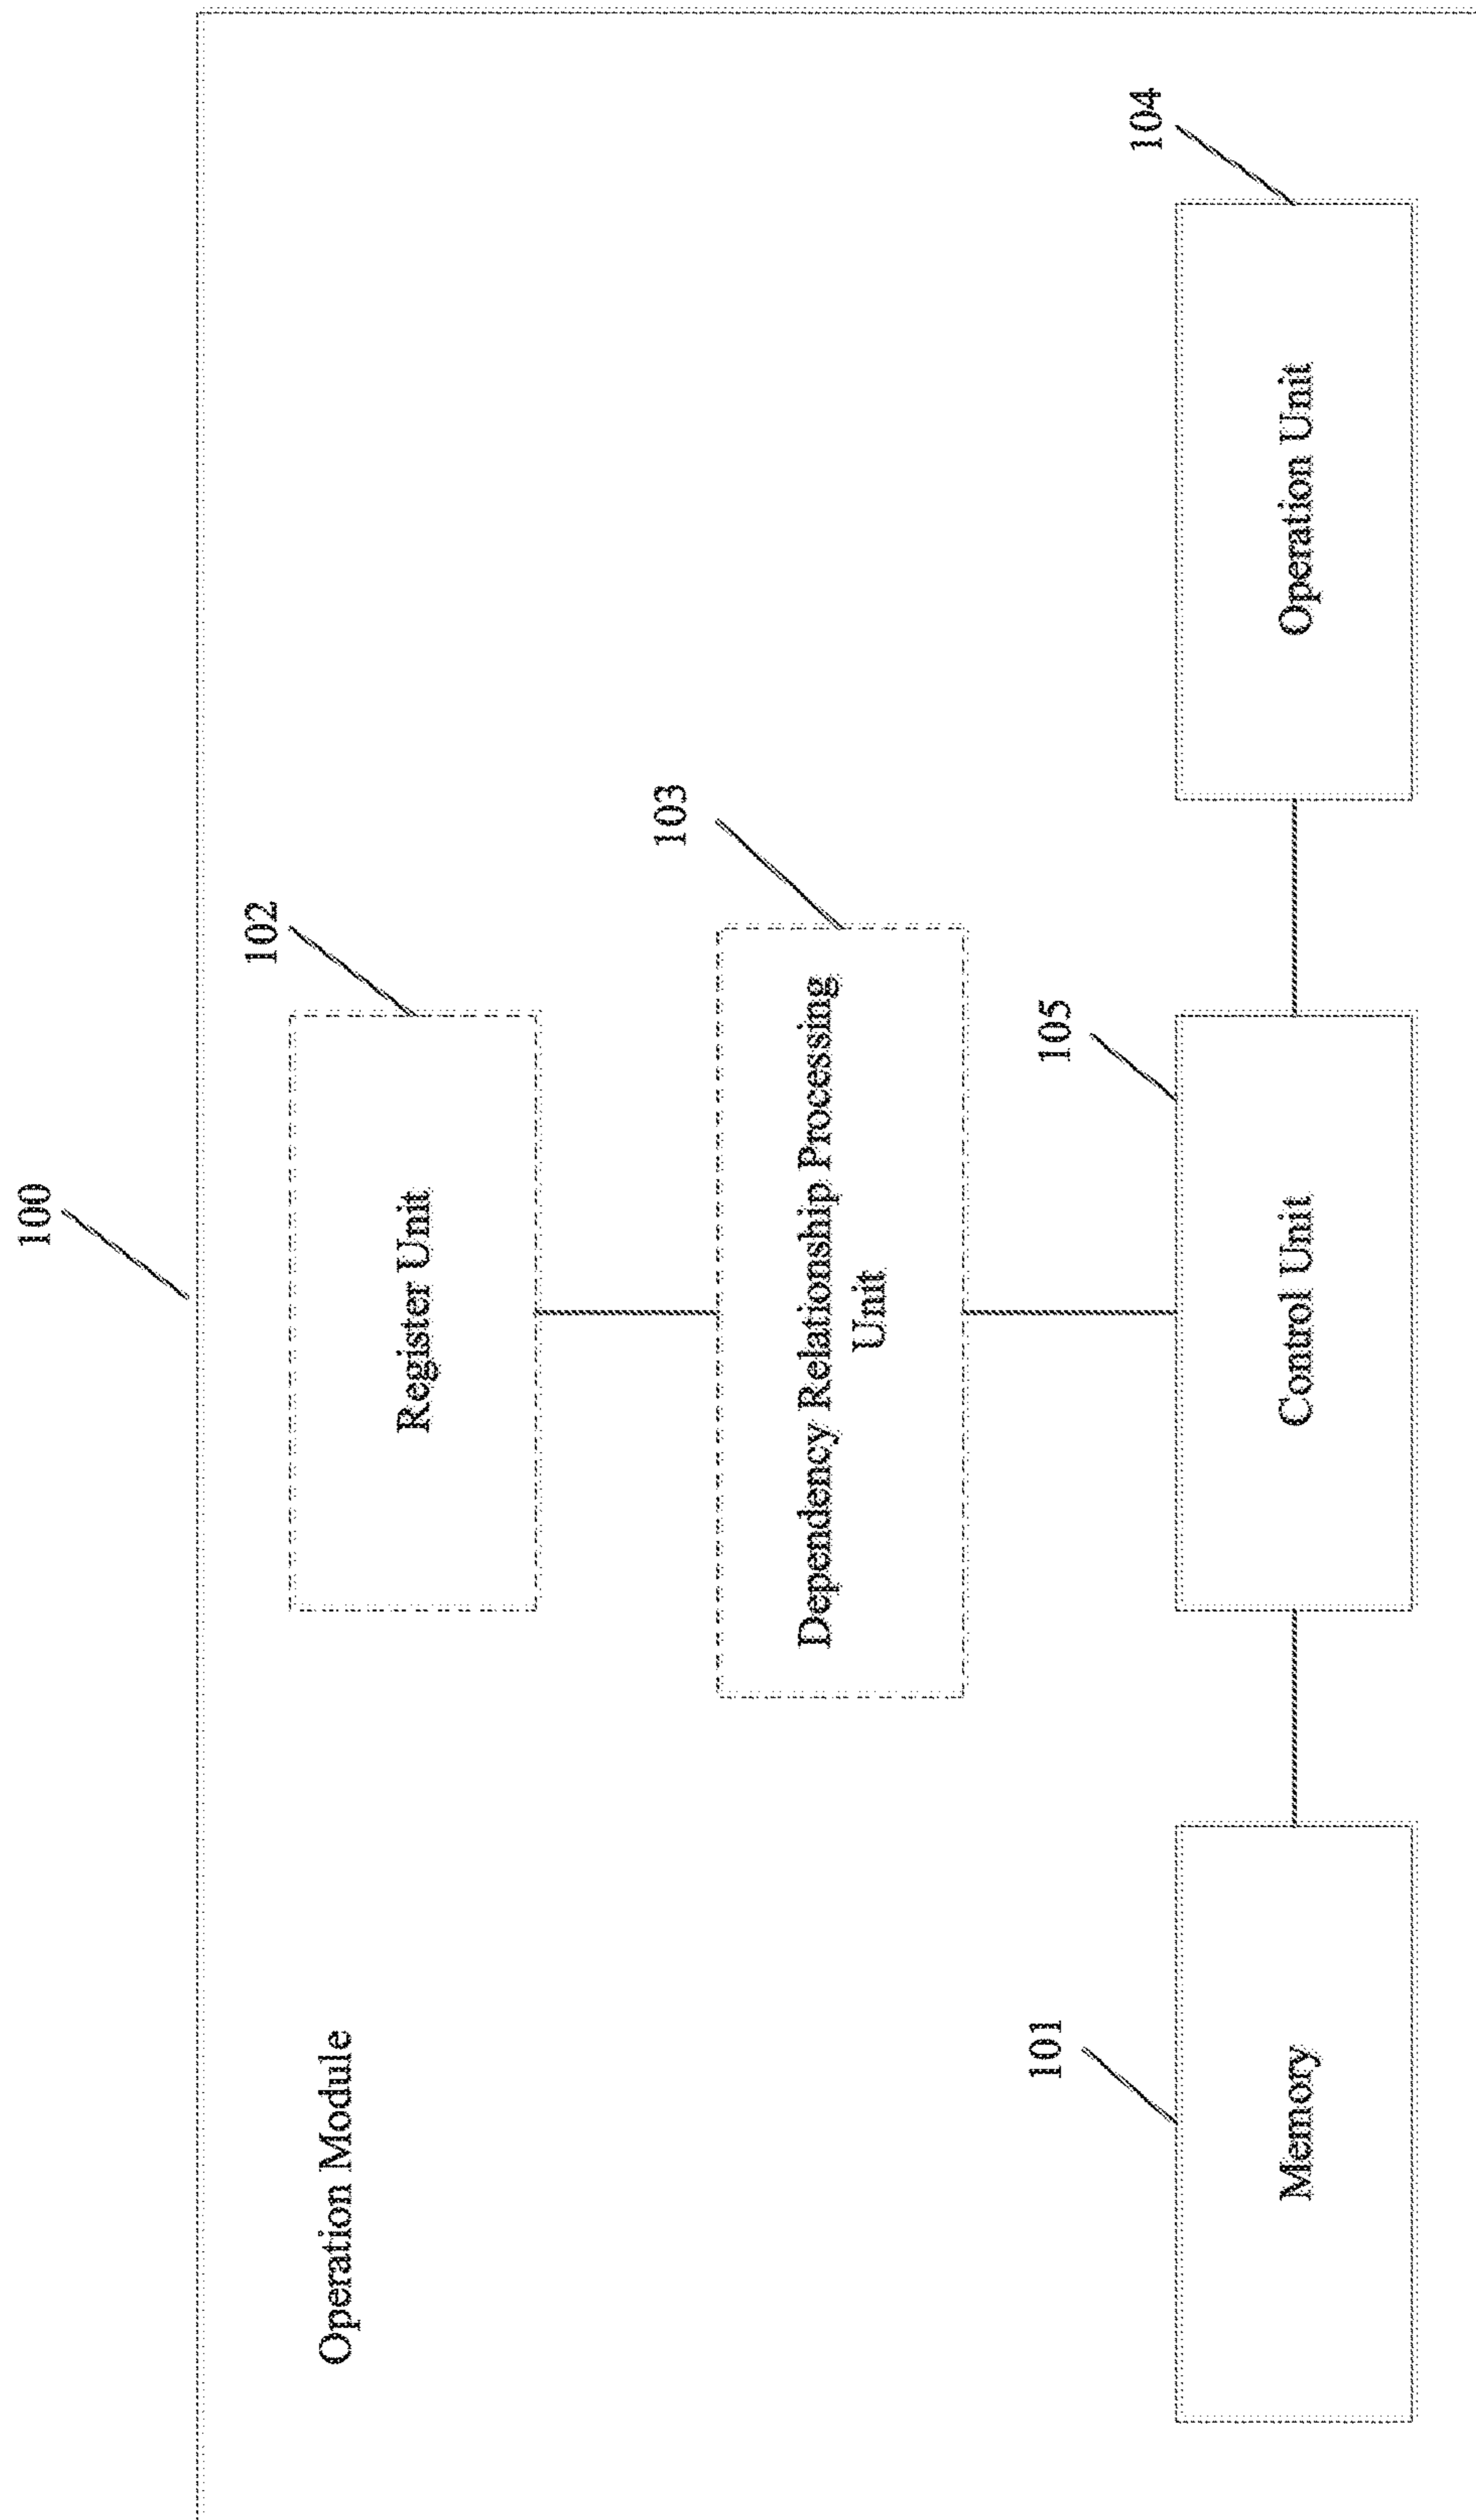 100
Operation Module
102
Register Unit
103
Dependency Relationship Processing
Unit
101
Memory
105
Control Unit
104
Operation Unit